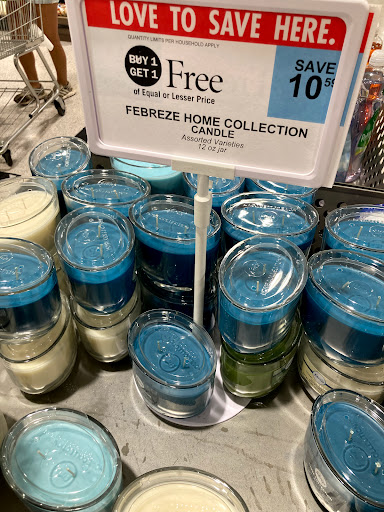 LOVE TO SAVE HERE.
QUANTITY LIMITS PER HOUSEHOLD APPLY
BUY 1
GET 1
Free
of Equal or Lesser Price
SAVE
10
FEBREZE HOME COLLECTION
CANDLE
Assorted Varieties
12 oz jar